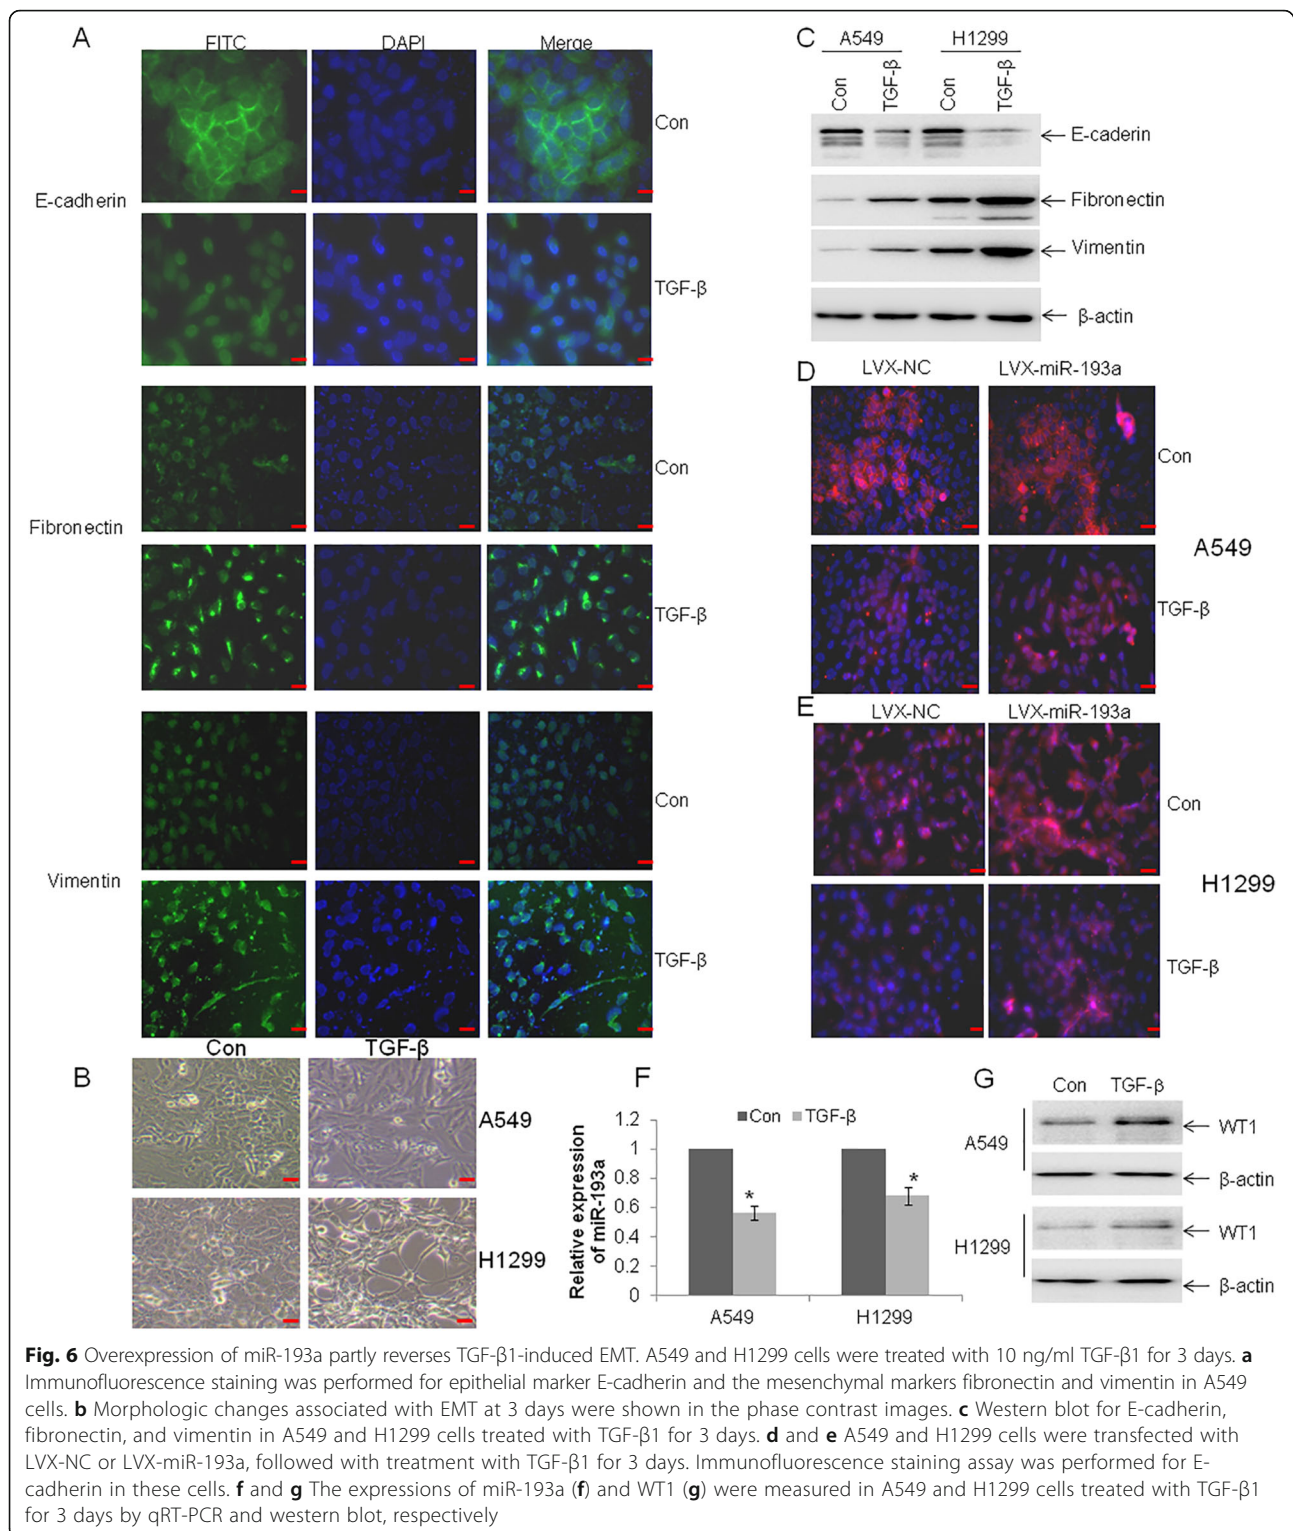 A
FITC DAPI Merge
Con
E-cadherin
TGF-β
Con
Fibronectin
TGF-β
Con
Vimentin
TGF-β
B
Con TGF-β
A549
H1299
C
A549 H1299
Con TGF-β Con TGF-β
E-caderin
Fibronectin
Vimentin
β-actin
D
LVX-NC LVX-miR-193a
Con
A549
TGF-β
E
LVX-NC LVX-miR-193a
Con
H1299
TGF-β
F
Con TGF-β
Relative expression
of miR-193a
1.2
1
0.8
0.6
0.4
0.2
0
* *
A549 H1299
G
Con TGF-β
A549
WT1
β-actin
H1299
WT1
β-actin
Fig. 6 Overexpression of miR-193a partly reverses TGF-β1-induced EMT. A549 and H1299 cells were treated with 10 ng/ml TGF-β1 for 3 days. a
Immunofluorescence staining was performed for epithelial marker E-cadherin and the mesenchymal markers fibronectin and vimentin in A549
cells. b Morphologic changes associated with EMT at 3 days were shown in the phase contrast images. c Western blot for E-cadherin,
fibronectin, and vimentin in A549 and H1299 cells treated with TGF-β1 for 3 days. d and e A549 and H1299 cells were transfected with
LVX-NC or LVX-miR-193a, followed with treatment with TGF-β1 for 3 days. Immunofluorescence staining assay was performed for E-
cadherin in these cells. f and g The expressions of miR-193a (f) and WT1 (g) were measured in A549 and H1299 cells treated with TGF-β1
for 3 days by qRT-PCR and western blot, respectively